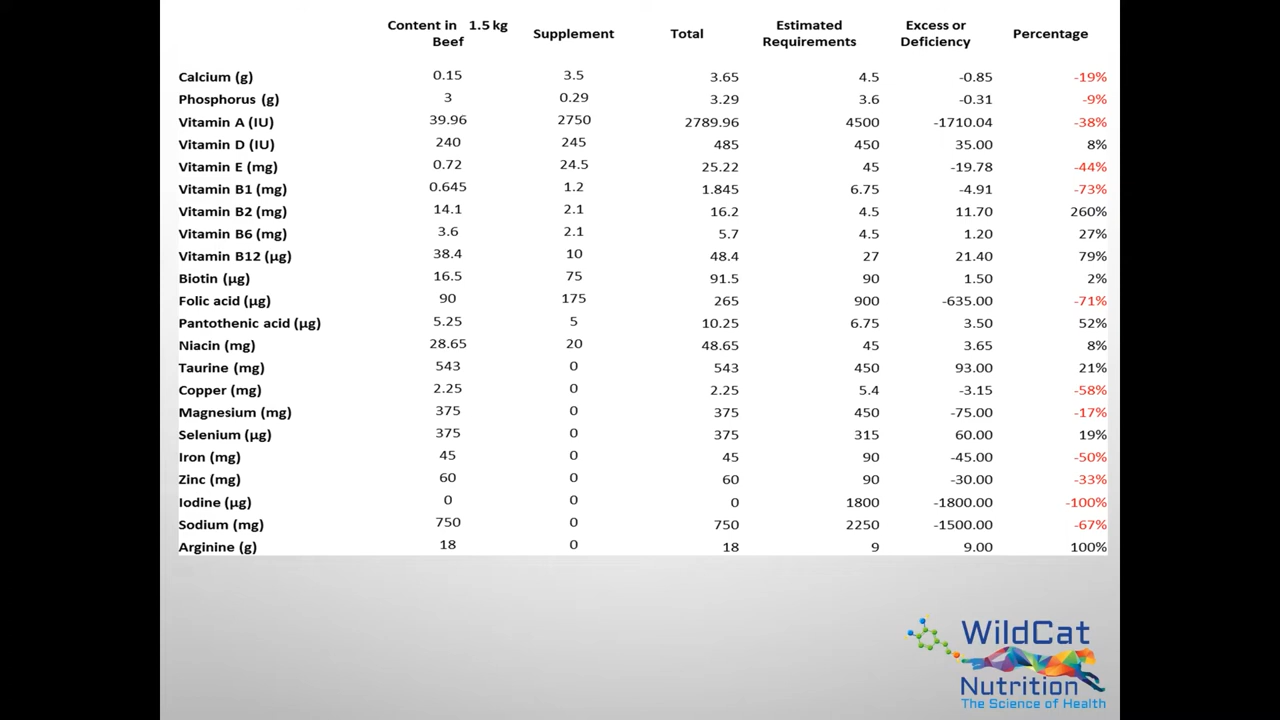 Content in 1.5 kg Beef Supplement Total Estimated Requirements Excess or Deficiency Percentage
Calcium (g) 0.15 3.5 3.65 4.5 -0.85 -19%
Phosphorus (g) 3 0.29 3.29 3.6 -0.31 -9%
Vitamin A (IU) 39.96 2750 2789.96 4500 -1710.04 -38%
Vitamin D (IU) 240 245 485 450 35.00 8%
Vitamin E (mg) 0.72 24.5 25.22 45 -19.78 -44%
Vitamin B1 (mg) 0.645 1.2 1.845 6.75 -4.91 -73%
Vitamin B2 (mg) 14.1 2.1 16.2 4.5 11.70 260%
Vitamin B6 (mg) 3.6 2.1 5.7 4.5 1.20 27%
Vitamin B12 (µg) 38.4 10 48.4 27 21.40 79%
Biotin (µg) 16.5 75 91.5 90 1.50 2%
Folic acid (µg) 90 175 265 900 -635.00 -71%
Pantothenic acid (µg) 5.25 5 10.25 6.75 3.50 52%
Niacin (mg) 28.65 20 48.65 45 3.65 8%
Taurine (mg) 543 0 543 450 93.00 21%
Copper (mg) 2.25 0 2.25 5.4 -3.15 -58%
Magnesium (mg) 375 0 375 450 -75.00 -17%
Selenium (µg) 375 0 375 315 60.00 19%
Iron (mg) 45 0 45 90 -45.00 -50%
Zinc (mg) 60 0 60 90 -30.00 -33%
Iodine (µg) 0 0 0 1800 -1800.00 -100%
Sodium (mg) 750 0 750 2250 -1500.00 -67%
Arginine (g) 18 0 18 9 9.00 100%
WildCat
Nutrition
The Science of Health